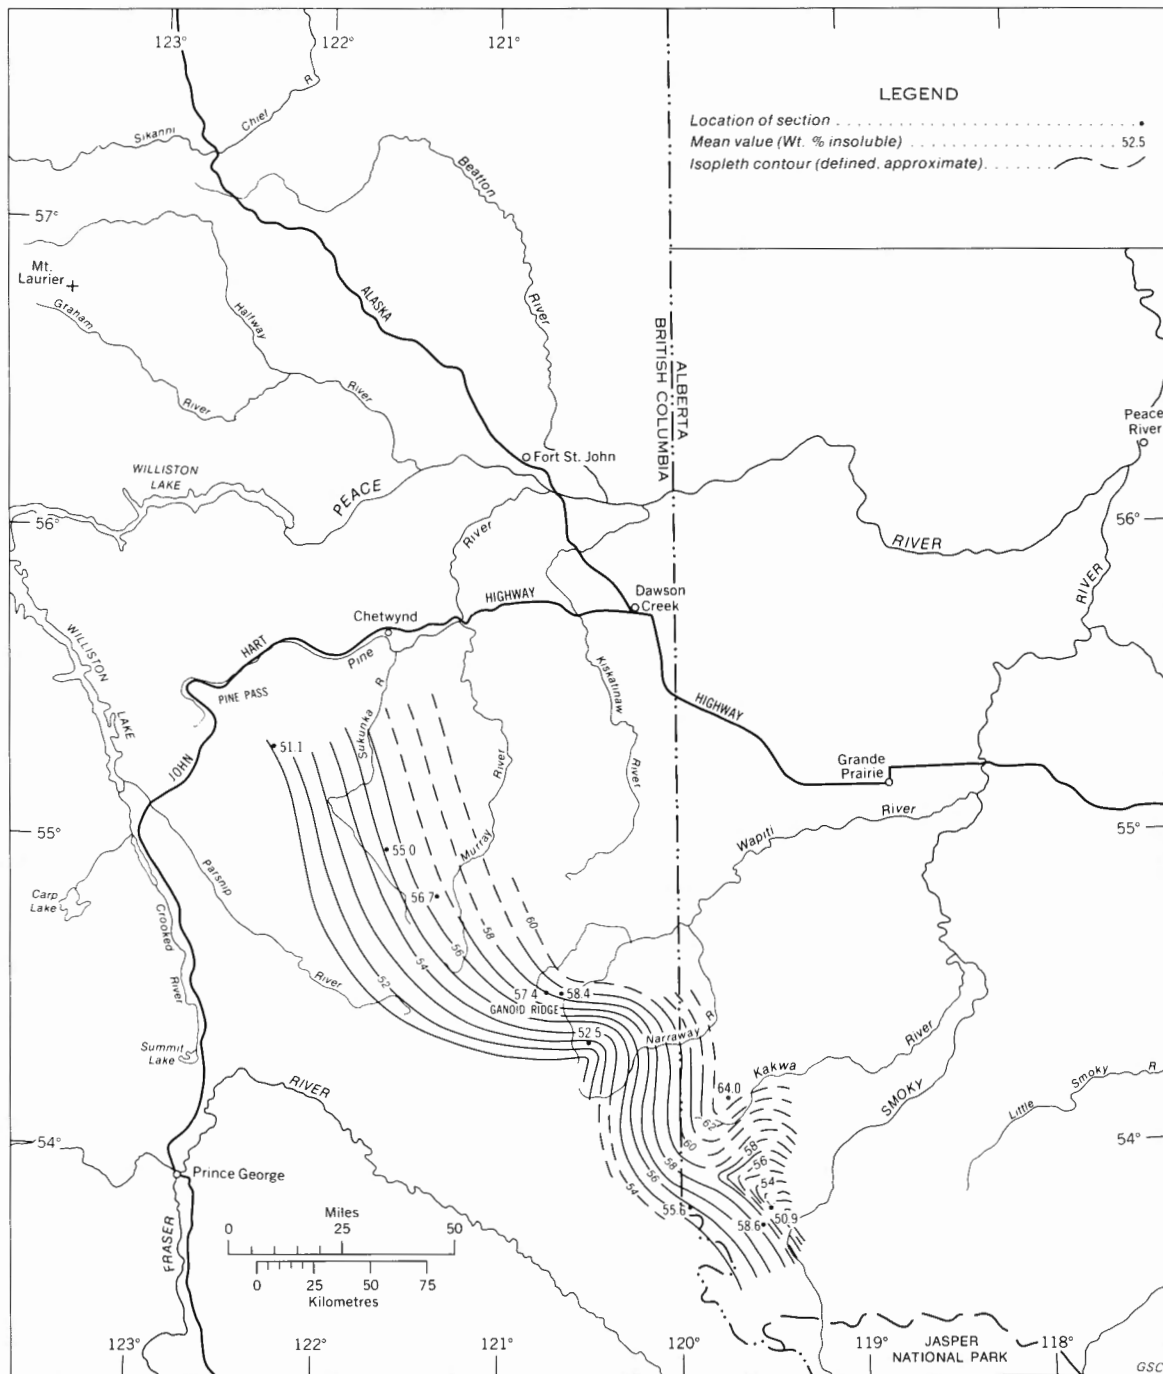 123° 122° 121°
LEGEND
Location of section
Mean value (Wt. % insoluble) 52.5
Isopleth contour (defined, approximate)
Sikanni Chief R
Beatton River
57°
Mt.
Laurier
Graham River
Halfway River
ALASKA
ALBERTA
BRITISH COLUMBIA
Peace
River
Fort St. John
WILLISTON
LAKE
PEACE
RIVER
56° 56°
RIVER
River
Dawson
Creek
HIGHWAY
Chetwynd
Pine
HART
PINE PASS
WILLISTON LAKE
JOHN
Sukunka R
Kiskatinaw River
HIGHWAY
Grande
Prairie
51.1
Murray River
Wapiti River
55° 55°
55.0
Parsnip River
Carp
Lake
Crooked River
56.7
60
58
56
54
52
57.4 58.4
GANOID RIDGE
52.5
Narraway R
Summit
Lake
Kakwa River
64.0
SMOKY
Little Smoky R
RIVER
62
60
58
58
56
56
54
54
54° 54°
Prince George
55.6
50.9
58.6
FRASER
Miles
0 25 50
0 25 50 75
Kilometres
123° 122° 121° 120° 119° 118°
JASPER
NATIONAL PARK
GSC